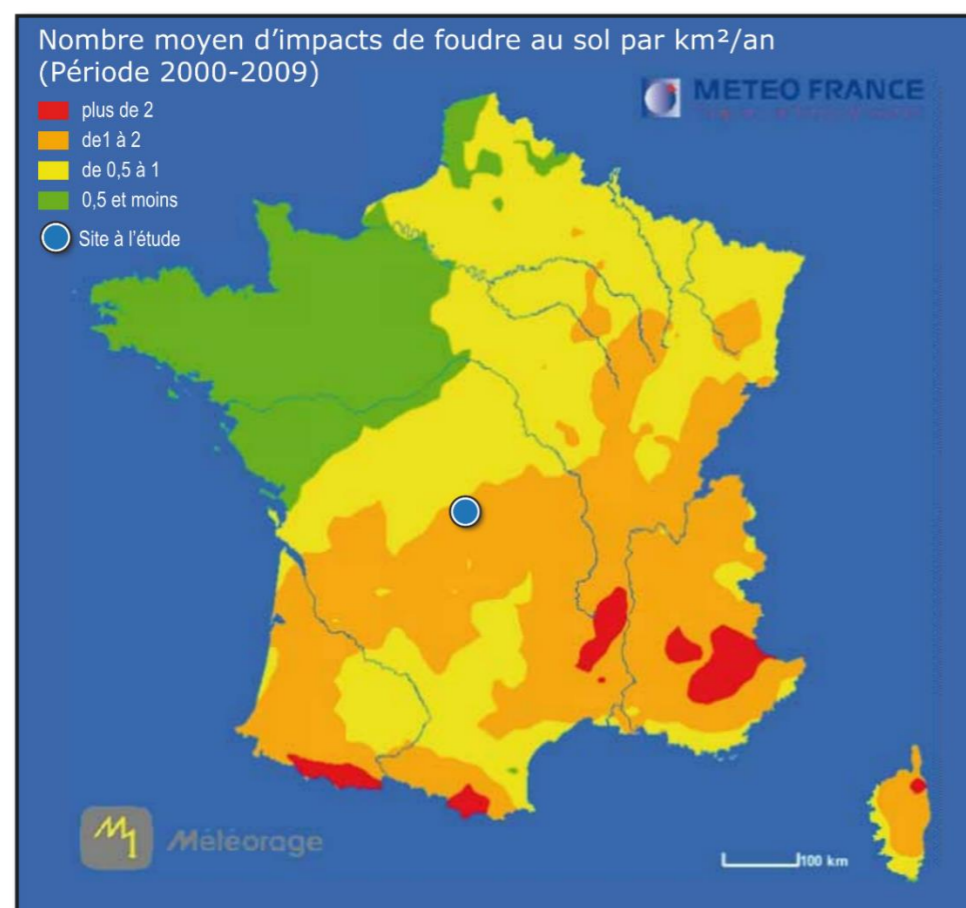 Nombre moyen d’impacts de foudre au sol par km²/an
(Période 2000-2009)
plus de 2
de1 à 2
de 0,5 à 1
0,5 et moins
Site à l’étude
METEO FRANCE
Météorage
100 km